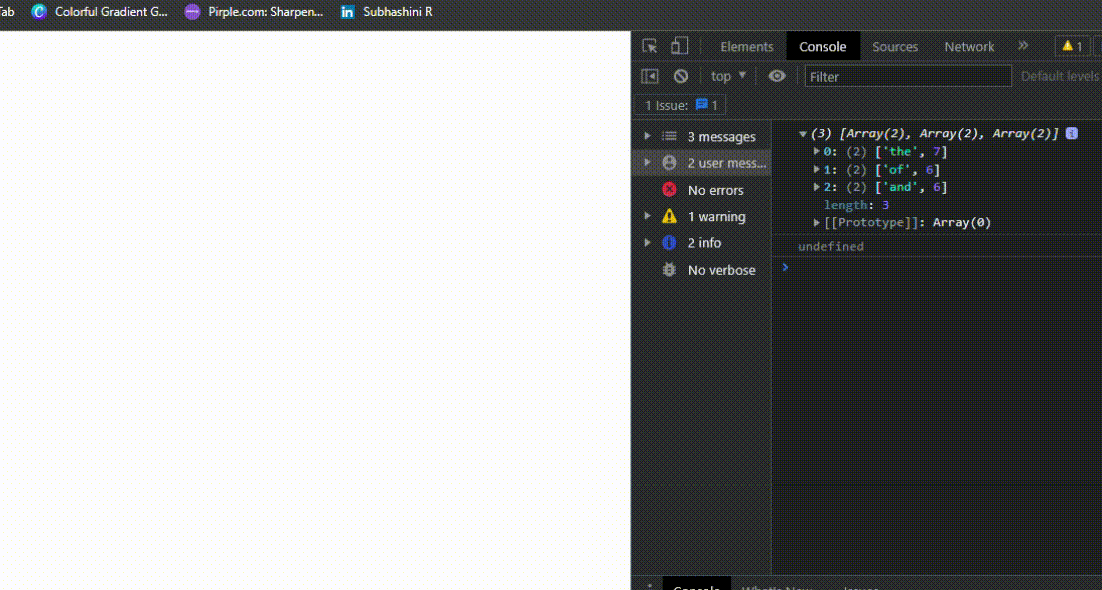 Tab Colorful Gradient G... Pirple.com: Sharpen... in Subhashini R
Elements Console Sources Network » 1
top ▼ Filter Default levels
1 Issue: 1
3 messages
2 user mess...
No errors
1 warning
2 info
No verbose
▼ (3) [Array(2), Array(2), Array(2)] i
▶ 0: (2) ['the', 7]
▶ 1: (2) ['of', 6]
▶ 2: (2) ['and', 6]
length: 3
▶ [[Prototype]]: Array(0)
undefined
>
Console What's New Issues